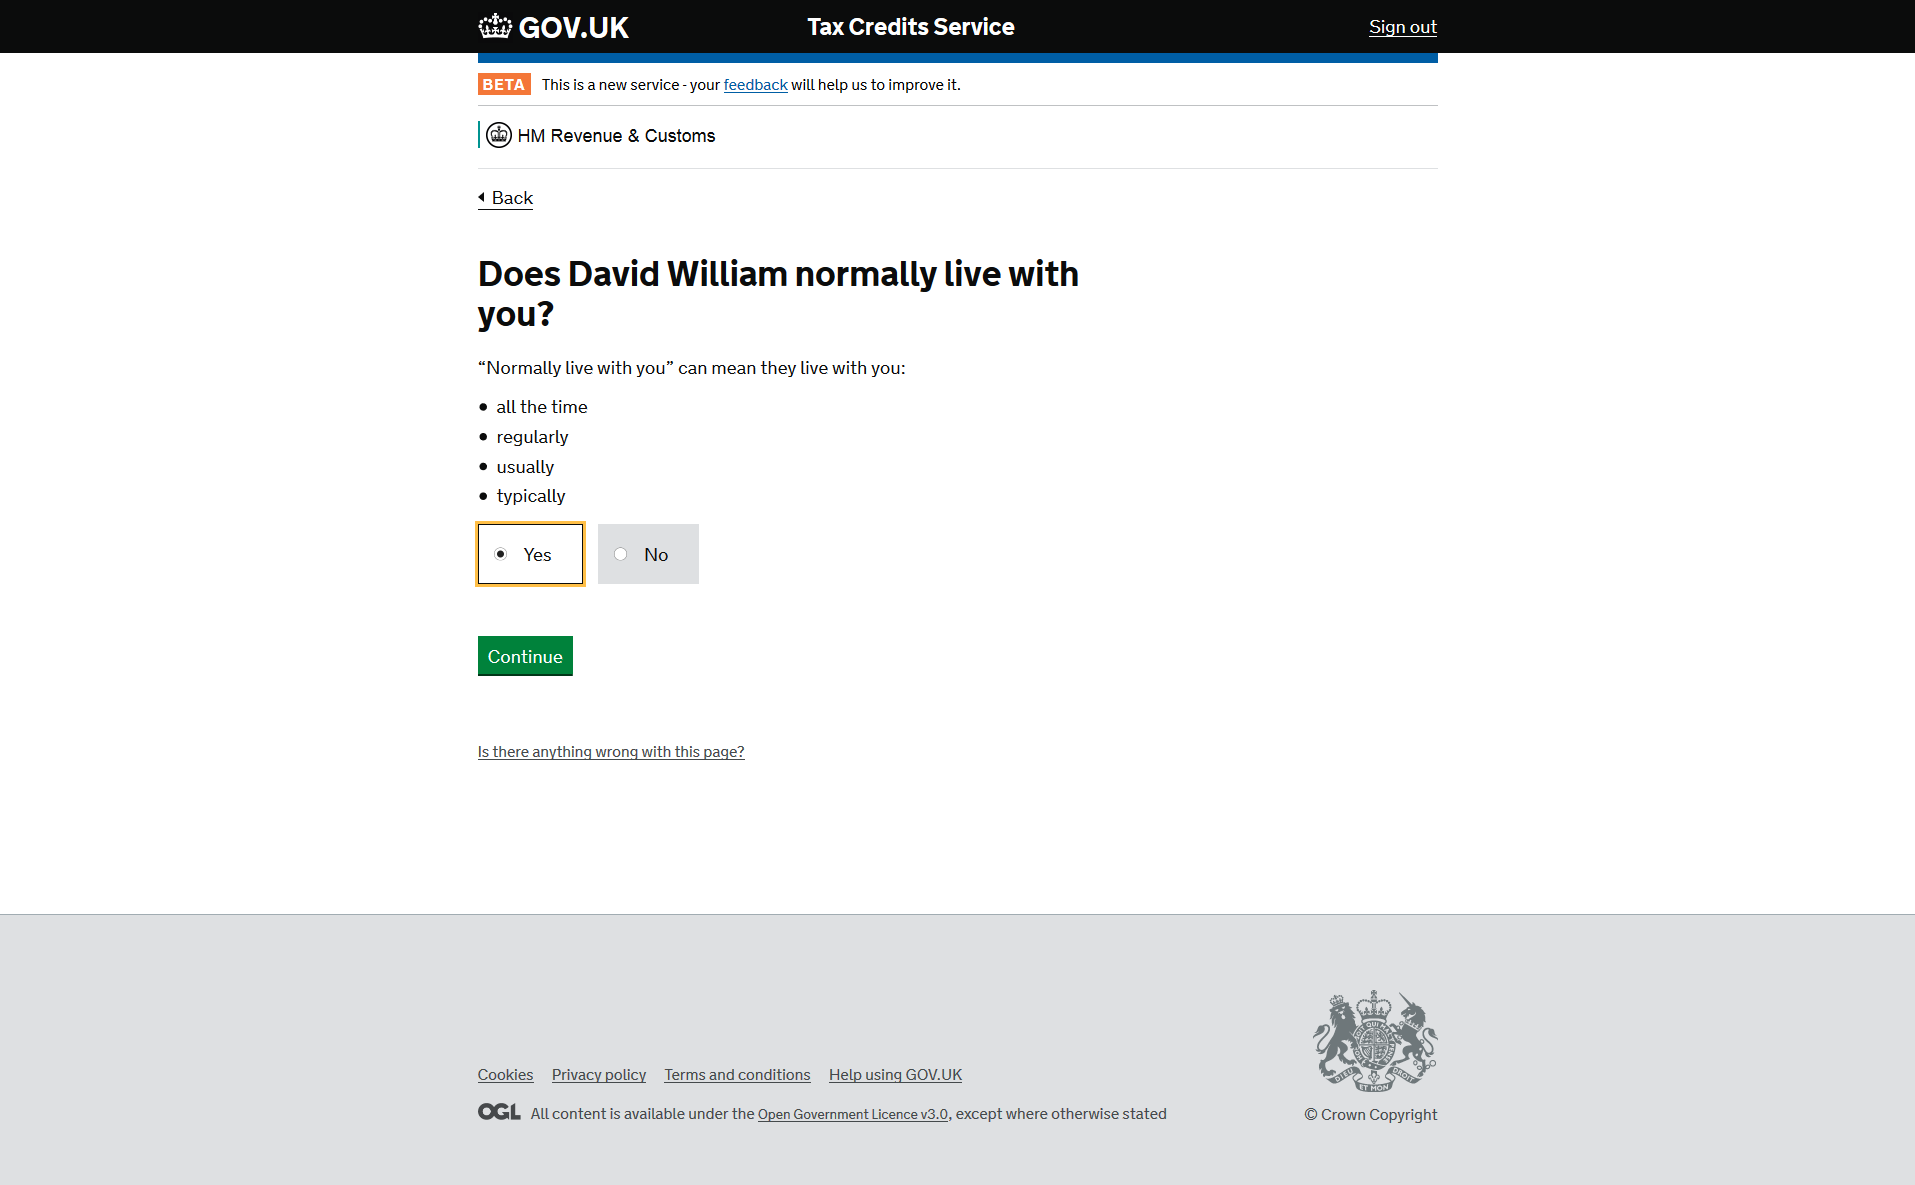 GOV.UK
Tax Credits Service
Sign out
BETA This is a new service - your feedback will help us to improve it.
HM Revenue & Customs
Back
Does David William normally live with
you?
“Normally live with you” can mean they live with you:
• all the time
• regularly
• usually
• typically
Yes
No
Continue
Is there anything wrong with this page?
Cookies Privacy policy Terms and conditions Help using GOV.UK
OGL All content is available under the Open Government Licence v3.0, except where otherwise stated
DIEU ET MON DROIT
© Crown Copyright